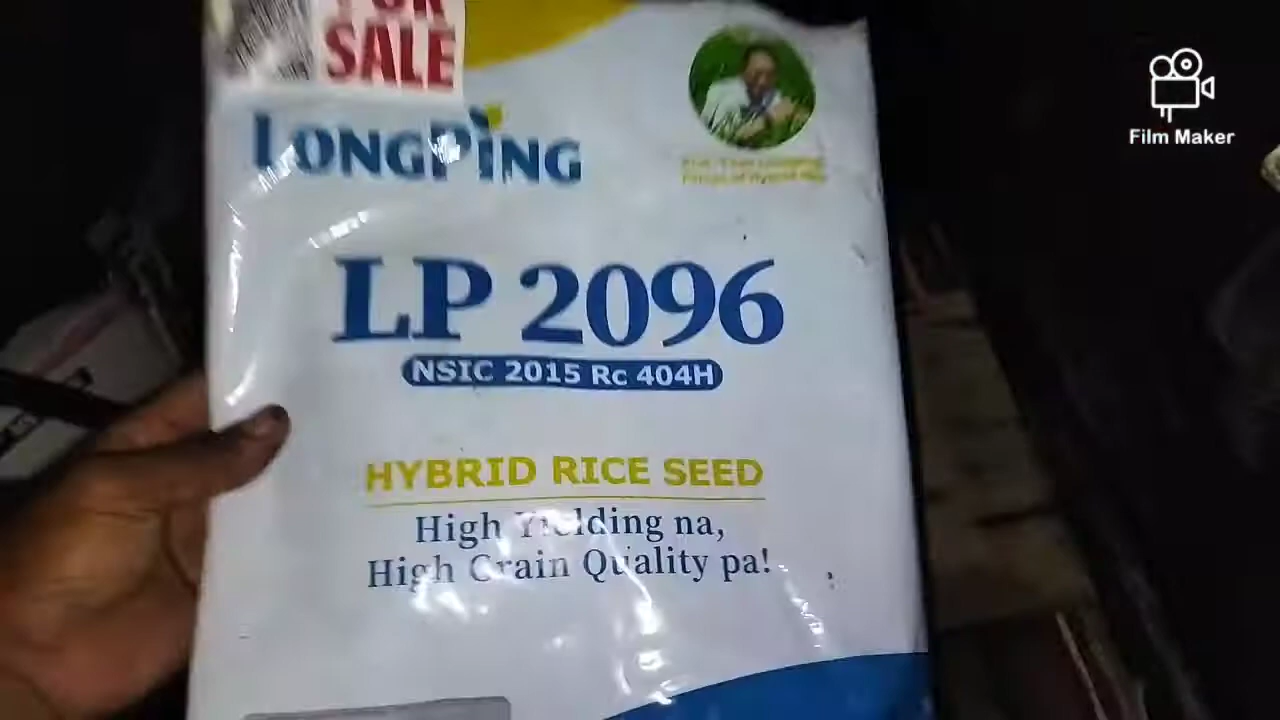 FOR
SALE
LONGPING
Film Maker
LP 2096
NSIC 2015 Rc 404H
HYBRID RICE SEED
High Yielding na,
High Grain Quality pa!